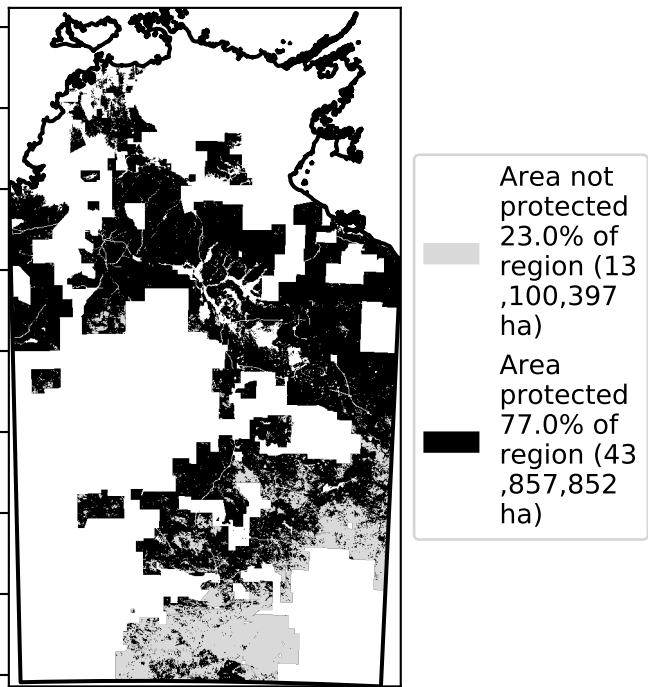 Area not
protected
23.0% of
region (13
,100,397
ha)
Area
protected
77.0% of
region (43
,857,852
ha)